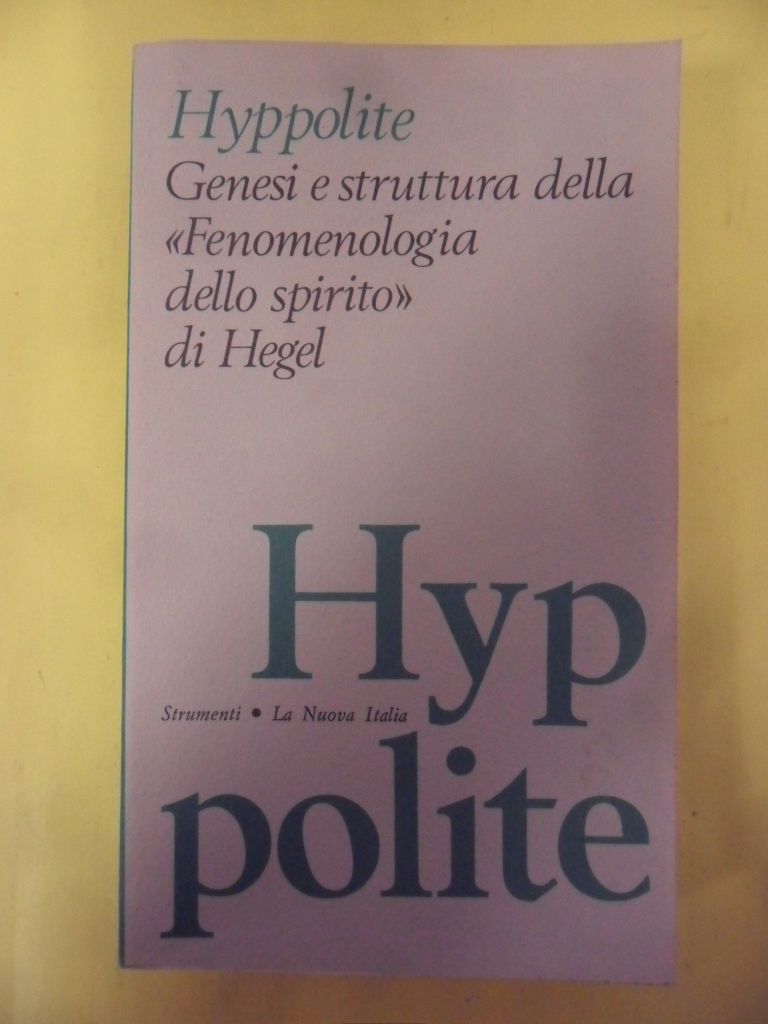 Hyppolite
Genesi e struttura della
«Fenomenologia
dello spirito»
di Hegel
Hyp
Strumenti • La Nuova Italia
polite